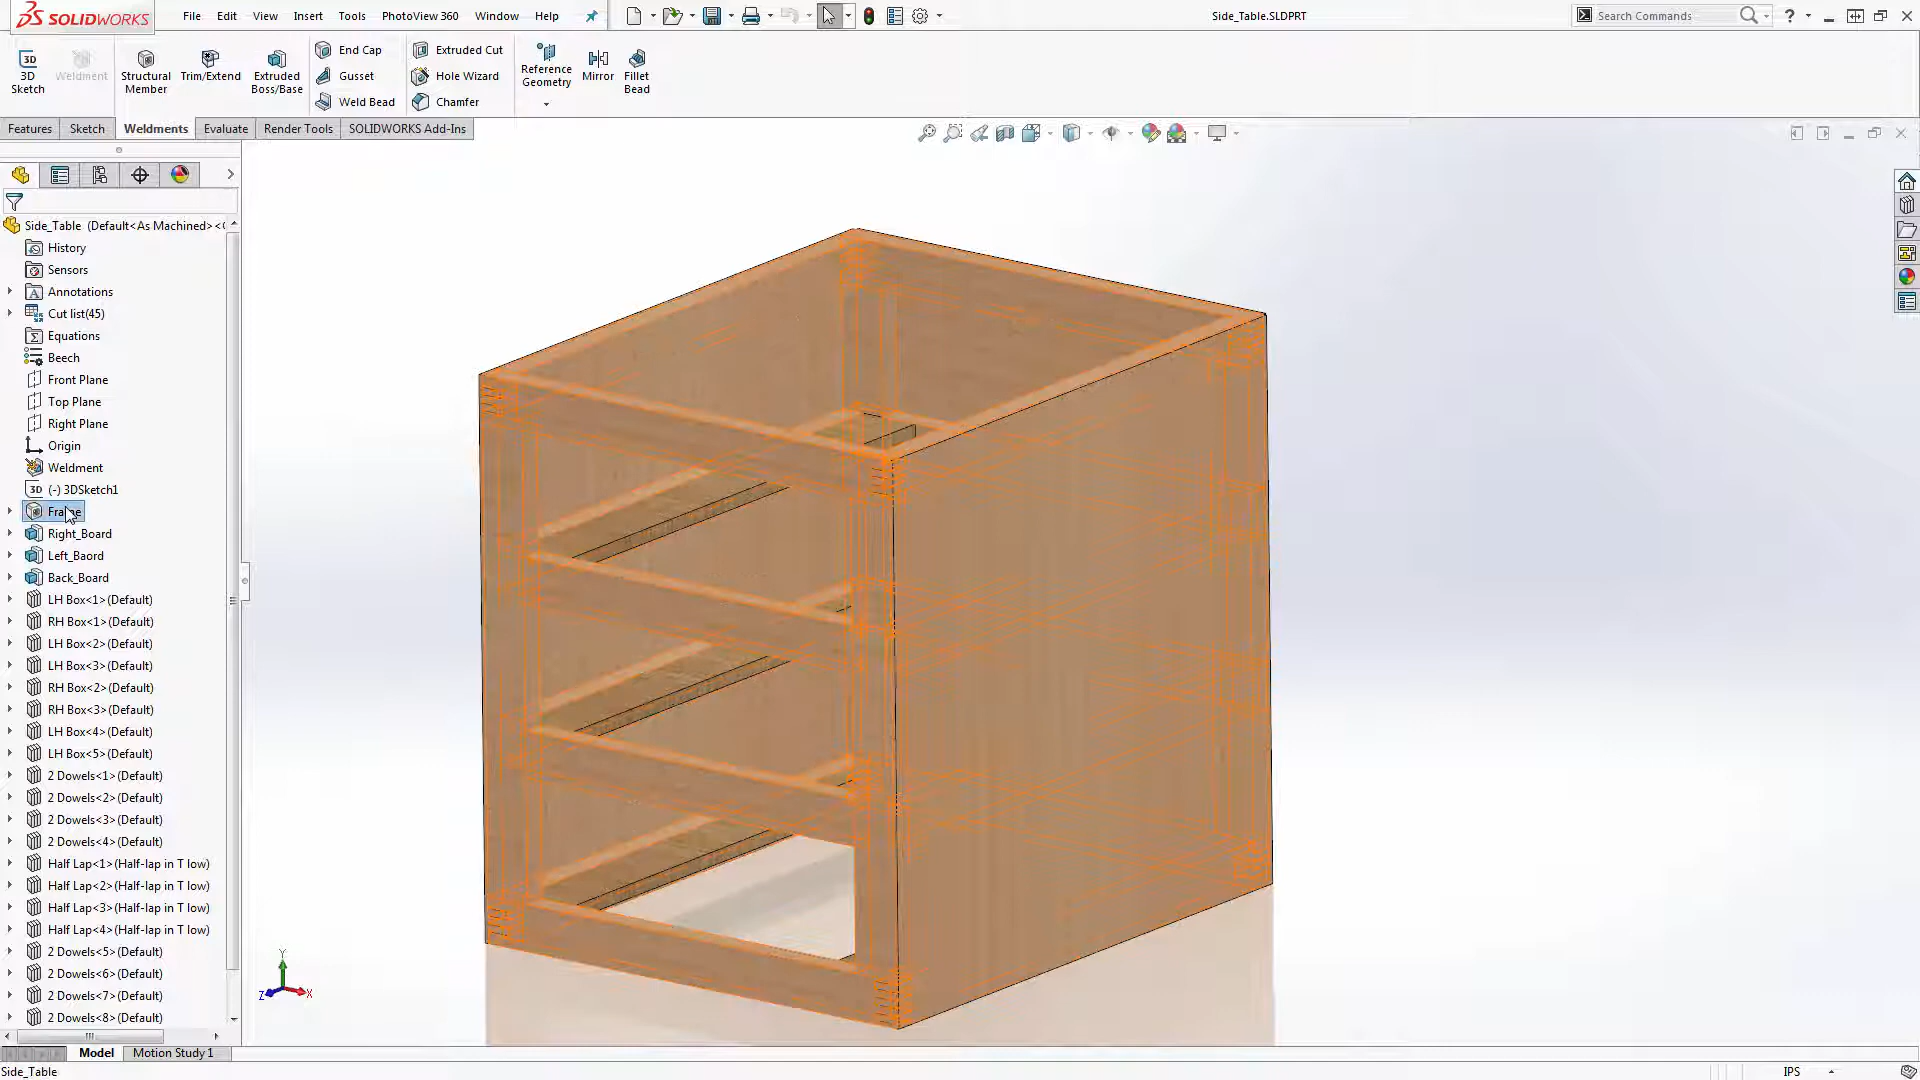 SOLIDWORKS
File Edit View Insert Tools PhotoView 360 Window Help
Side_Table.SLDPRT
Search Commands
3D Sketch
Weldment
Structural Member
Trim/Extend
Extruded Boss/Base
End Cap
Gusset
Weld Bead
Extruded Cut
Hole Wizard
Chamfer
Reference Geometry
Mirror
Fillet Bead
Features Sketch Weldments Evaluate Render Tools SOLIDWORKS Add-Ins
Side_Table (Default<As Machined><
History
Sensors
Annotations
Cut list(45)
Equations
Beech
Front Plane
Top Plane
Right Plane
Origin
Weldment
(-) 3DSketch1
Frame
Right_Board
Left_Baord
Back_Board
LH Box<1>(Default)
RH Box<1>(Default)
LH Box<2>(Default)
LH Box<3>(Default)
RH Box<2>(Default)
RH Box<3>(Default)
LH Box<4>(Default)
LH Box<5>(Default)
2 Dowels<1>(Default)
2 Dowels<2>(Default)
2 Dowels<3>(Default)
2 Dowels<4>(Default)
Half Lap<1>(Half-lap in T low)
Half Lap<2>(Half-lap in T low)
Half Lap<3>(Half-lap in T low)
Half Lap<4>(Half-lap in T low)
2 Dowels<5>(Default)
2 Dowels<6>(Default)
2 Dowels<7>(Default)
2 Dowels<8>(Default)
Y
Z X
Model Motion Study 1
Side_Table
IPS